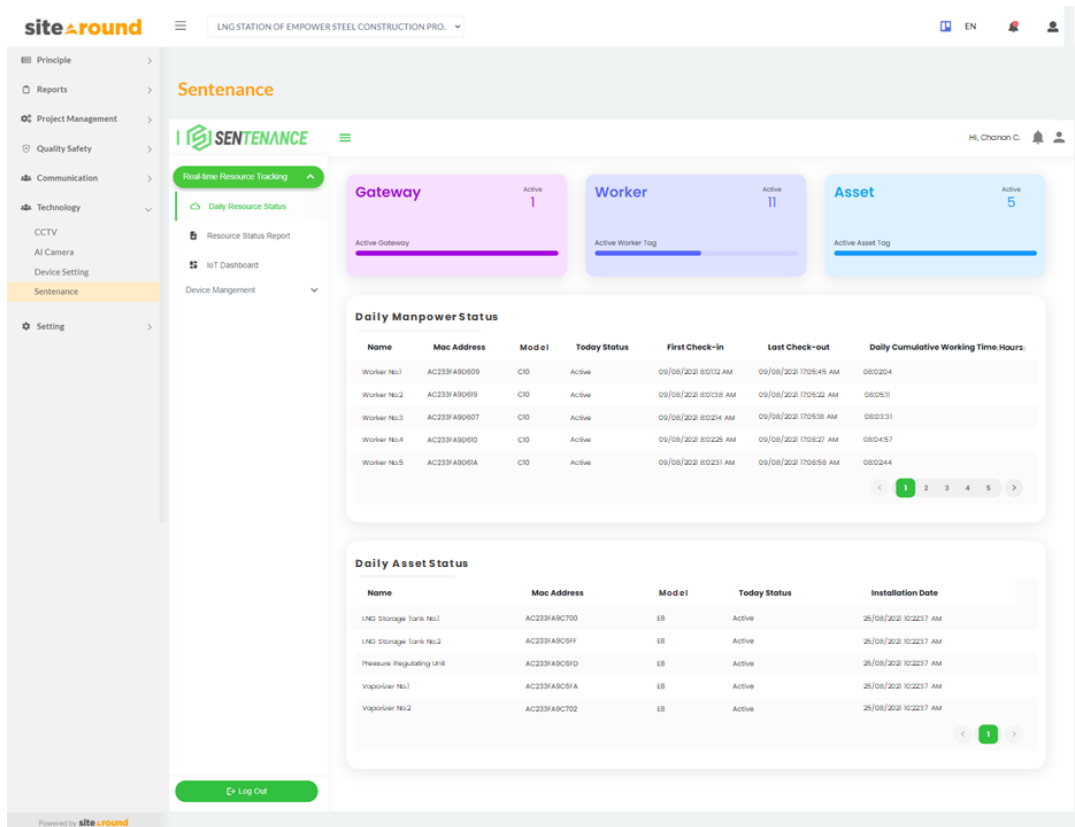 sitearound
LNG STATION OF EMPOWER STEEL CONSTRUCTION PRO.
EN
Principle
Reports
Project Management
Quality Safety
Communication
Technology
CCTV
AI Camera
Device Setting
Sentenance
Setting
Powered by sitearound
Sentenance
SENTENANCE
Hi, Chanon C.
Real-time Resource Tracking
Daily Resource Status
Resource Status Report
IoT Dashboard
Device Mangement
Log Out
Gateway Active 1
Active Gateway
Worker Active 11
Active Worker Tag
Asset Active 5
Active Asset Tag
Daily Manpower Status
Name Mac Address Model Today Status First Check-in Last Check-out Daily Cumulative Working Time(Hours)
Worker No.1 AC233FA9D609 C10 Active 09/08/2021 8:01:12 AM 09/08/2021 17:05:45 AM 08:02:04
Worker No.2 AC233FA9D619 C10 Active 09/08/2021 8:01:38 AM 09/08/2021 17:05:22 AM 08:05:11
Worker No.3 AC233FA9D607 C10 Active 09/08/2021 8:02:14 AM 09/08/2021 17:05:18 AM 08:03:31
Worker No.4 AC233FA9D610 C10 Active 09/08/2021 8:02:25 AM 09/08/2021 17:06:27 AM 08:04:57
Worker No.5 AC233FA9D61A C10 Active 09/08/2021 8:02:31 AM 09/08/2021 17:06:56 AM 08:02:44
1 2 3 4 5
Daily Asset Status
Name Mac Address Model Today Status Installation Date
LNG Storage Tank No.1 AC233FA9C700 E8 Active 25/08/2021 10:22:37 AM
LNG Storage Tank No.2 AC233FA9C6FF E8 Active 25/08/2021 10:22:37 AM
Pressure Regulating Unit AC233FA9C6FD E8 Active 25/08/2021 10:22:37 AM
Vaporizer No.1 AC233FA9C6FA E8 Active 25/08/2021 10:22:37 AM
Vaporizer No.2 AC233FA9C702 E8 Active 25/08/2021 10:22:37 AM
1